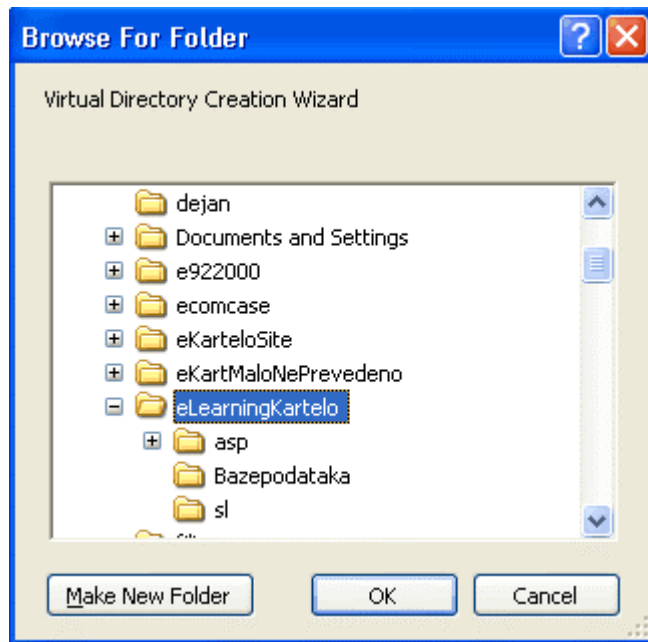 Browse For Folder
Virtual Directory Creation Wizard
dejan
Documents and Settings
e922000
ecomcase
eKarteloSite
eKartMaloNePrevedeno
eLearningKartelo
asp
Bazepodataka
sl
Make New Folder
OK
Cancel